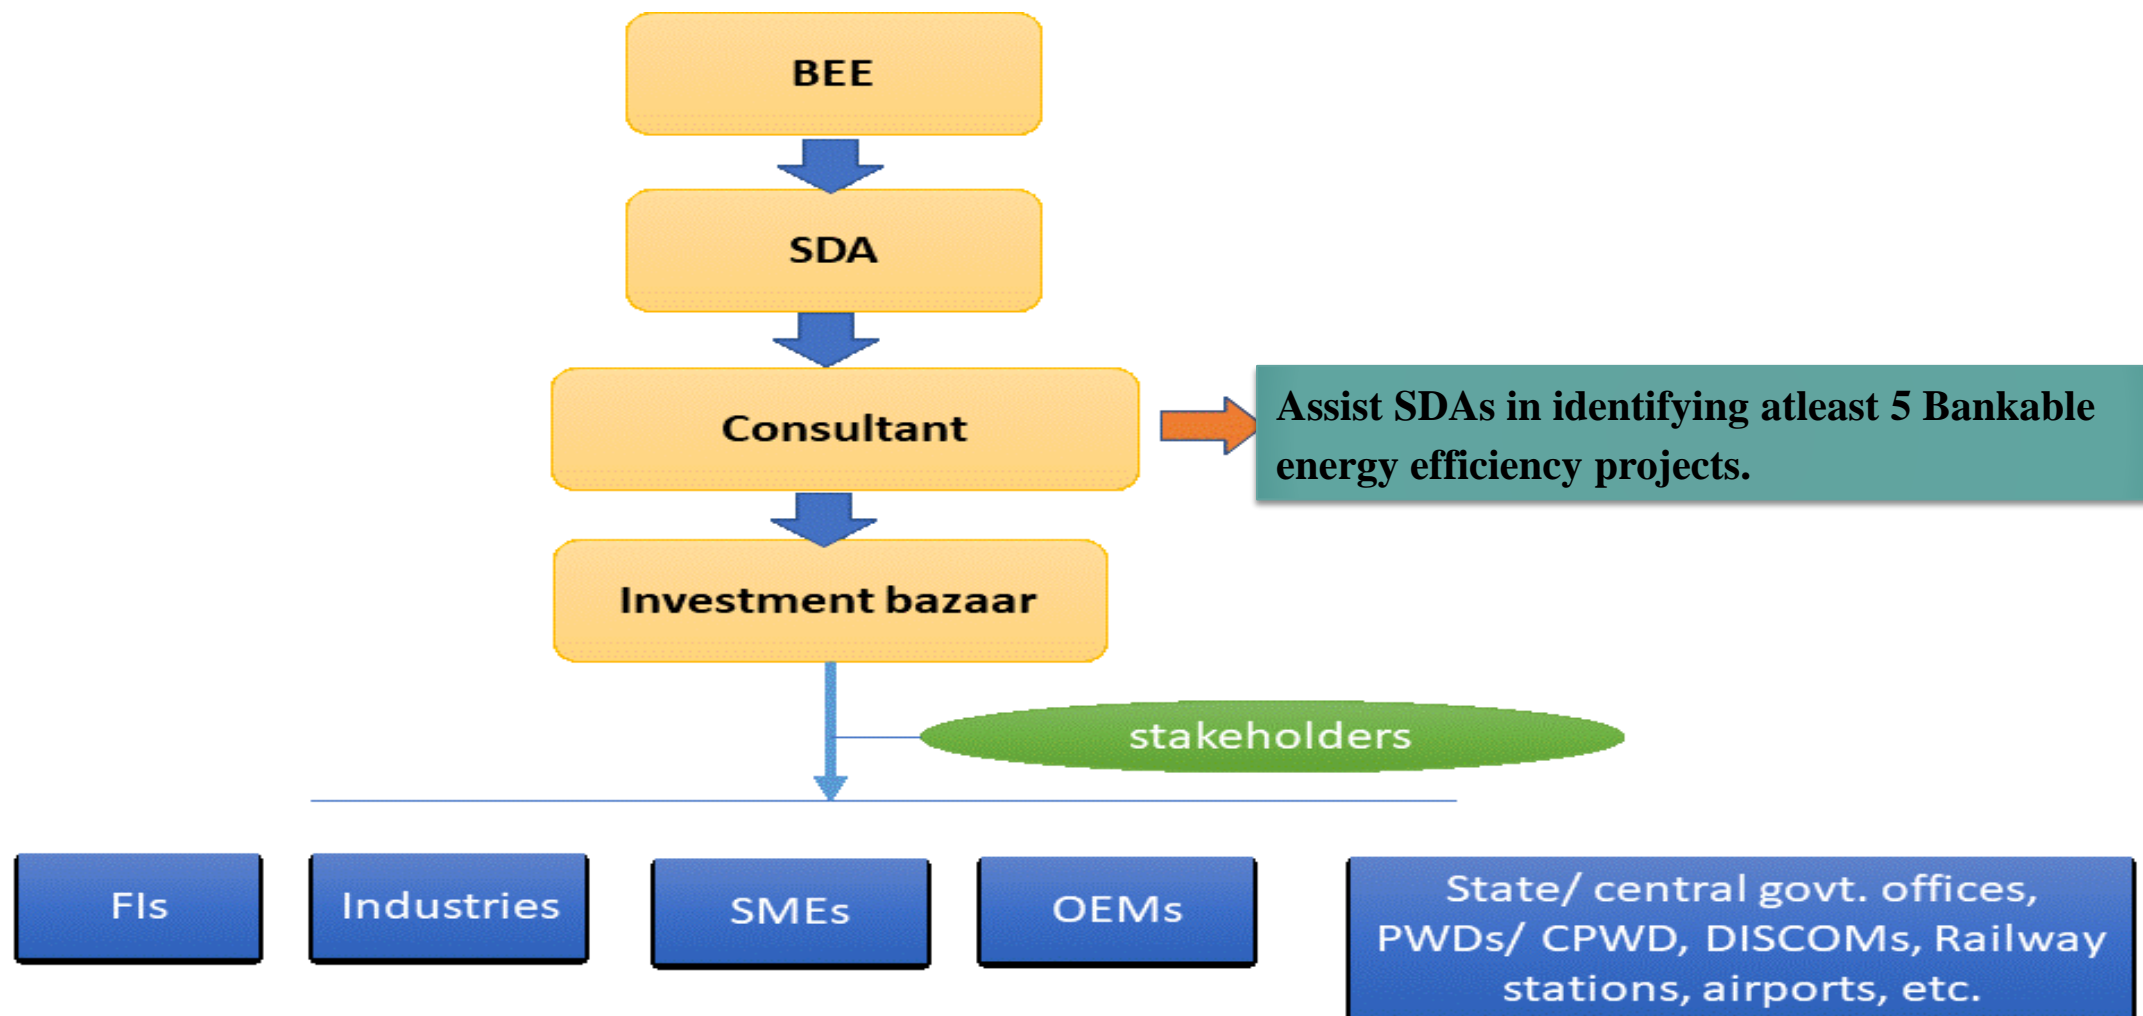 BEE
SDA
Consultant
Assist SDAs in identifying atleast 5 Bankable
energy efficiency projects.
Investment bazaar
stakeholders
FIs
Industries
SMEs
OEMs
State/ central govt. offices,
PWDs/ CPWD, DISCOMs, Railway
stations, airports, etc.